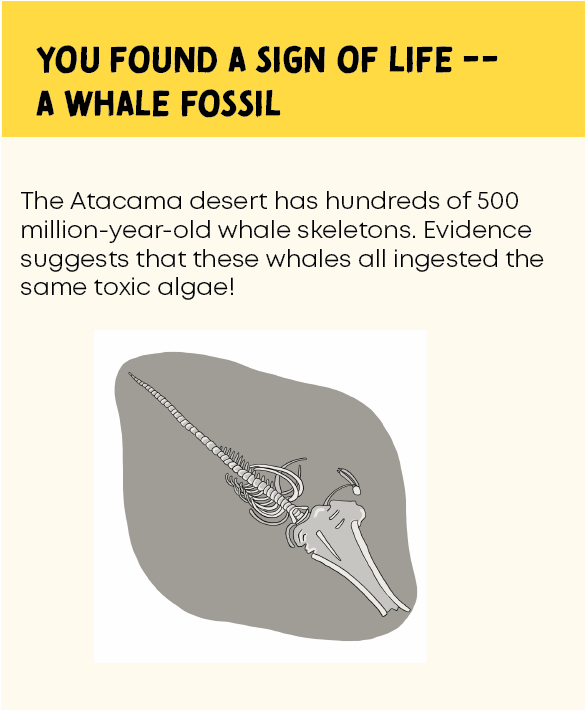 YOU FOUND A SIGN OF LIFE --
A WHALE FOSSIL
The Atacama desert has hundreds of 500
million-year-old whale skeletons. Evidence
suggests that these whales all ingested the
same toxic algae!